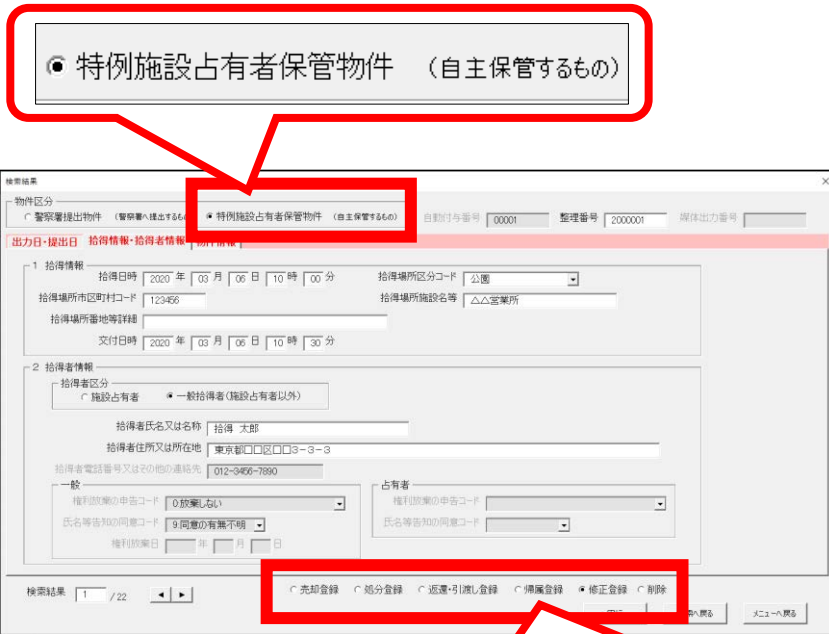 特例施設占有者保管物件 （自主保管するもの）
検索結果
物件区分
警察署提出物件 （警察署へ提出するもの 特例施設占有者保管物件 （自主保管するもの） 自動付与番号 00001 整理番号 2000001 媒体出力番号
出力日・提出日 拾得情報・拾得者情報 物件情報
1 拾得情報
拾得日時 2020 年 03 月 06 日 10 時 00 分 拾得場所区分コード 公園
拾得場所市区町村コード 123456 拾得場所施設名等 △△営業所
拾得場所番地等詳細
交付日時 2020 年 03 月 06 日 10 時 30 分
2 拾得者情報
拾得者区分
施設占有者 一般拾得者(施設占有者以外)
拾得者氏名又は名称 拾得 太郎
拾得者住所又は所在地 東京都□□区□□3-3-3
拾得者電話番号又はその他の連絡先 012-3456-7890
一般 占有者
権利放棄の申告コード 0:放棄しない 権利放棄の申告コード
氏名等告知の同意コード 9:同意の有無不明 氏名等告知の同意コード
権利放棄日 年 月 日
検索結果 1 /22 売却登録 処分登録 返還・引渡し登録 帰属登録 修正登録 削除
へ戻る メニューへ戻る